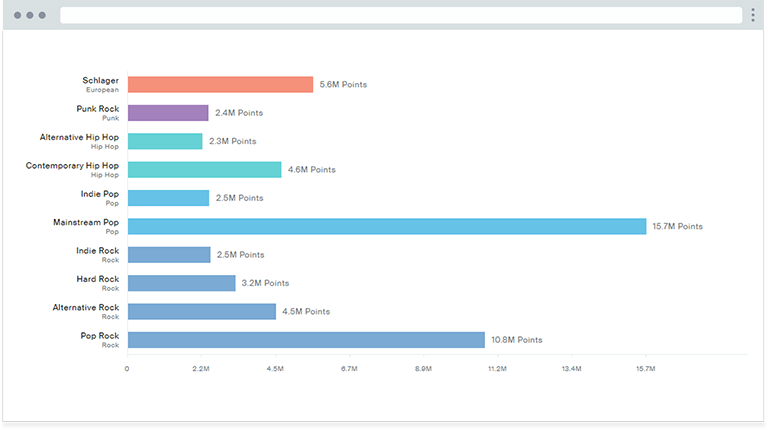 Schlager
European
5.6M Points
Punk Rock
Punk
2.4M Points
Alternative Hip Hop
Hip Hop
2.3M Points
Contemporary Hip Hop
Hip Hop
4.6M Points
Indie Pop
Pop
2.5M Points
Mainstream Pop
Pop
15.7M Points
Indie Rock
Rock
2.5M Points
Hard Rock
Rock
3.2M Points
Alternative Rock
Rock
4.5M Points
Pop Rock
Rock
10.8M Points
0 2.2M 4.5M 6.7M 8.9M 11.2M 13.4M 15.7M